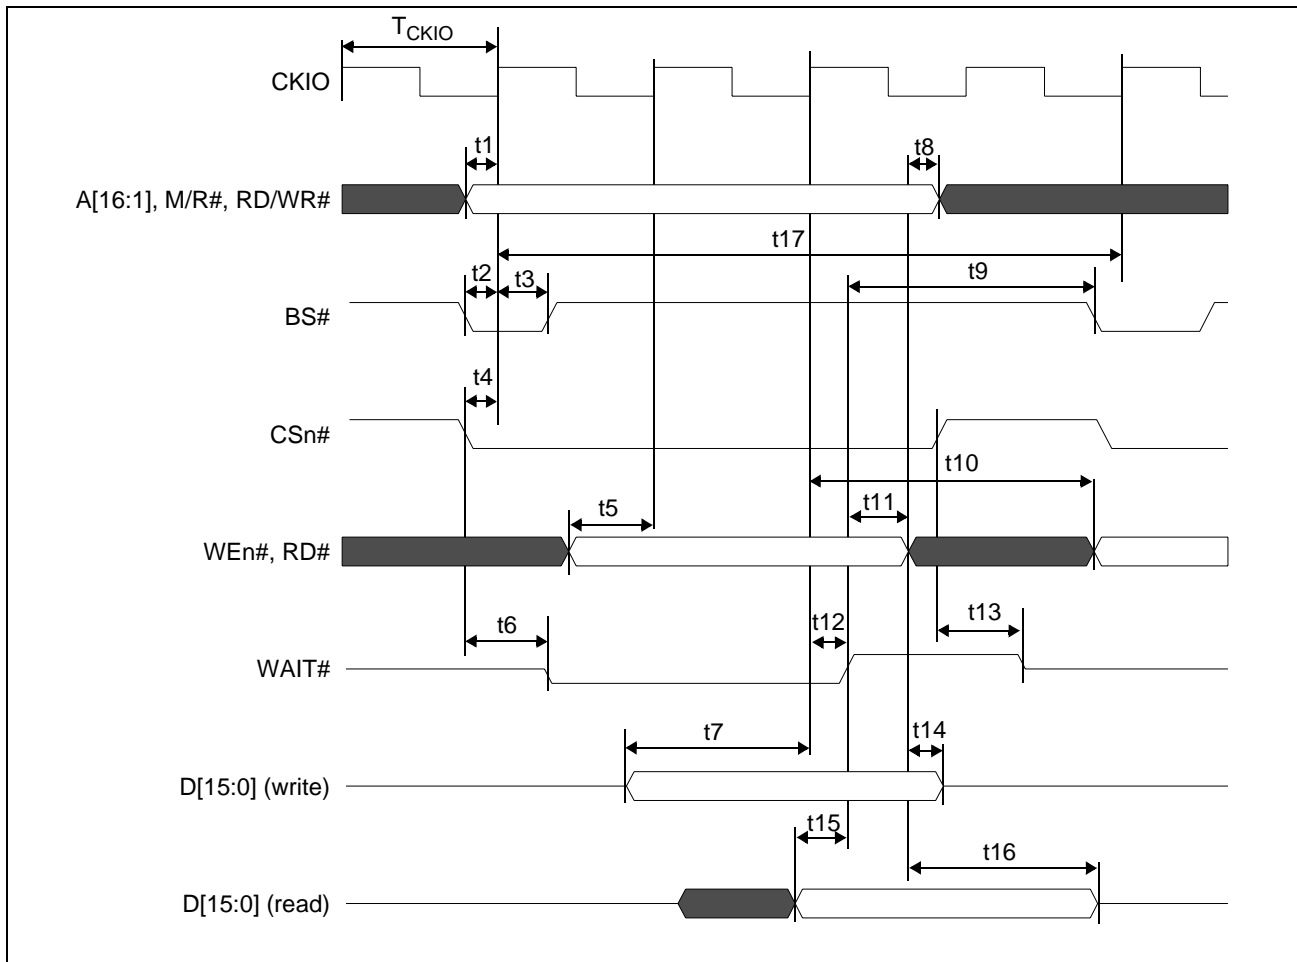 TCKIO
CKIO
t1
t8
A[16:1], M/R#, RD/WR#
t17
t2 t3 t9
BS#
t4
CSn#
t10
t5 t11
WEn#, RD#
t6 t12 t13
WAIT#
t7 t14
D[15:0] (write)
t15
t16
D[15:0] (read)